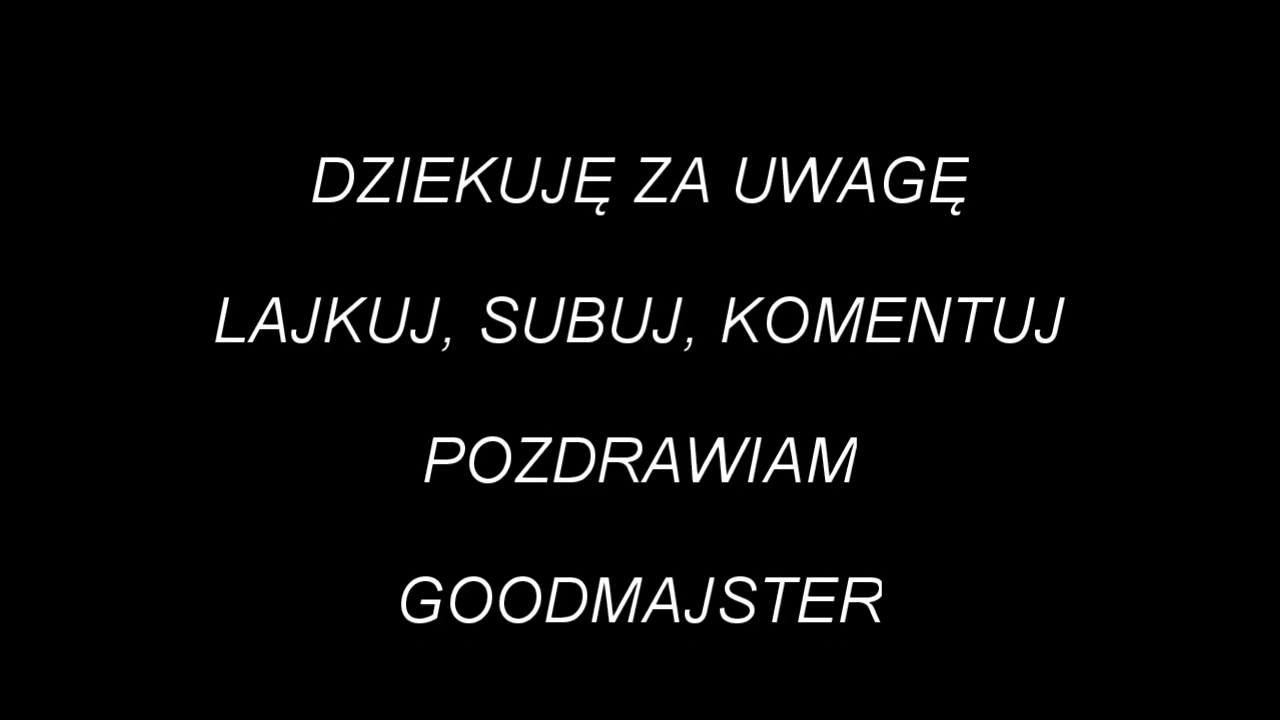 DZIEKUJĘ ZA UWAGĘ
LAJKUJ, SUBUJ, KOMENTUJ
POZDRAWIAM
GOODMAJSTER